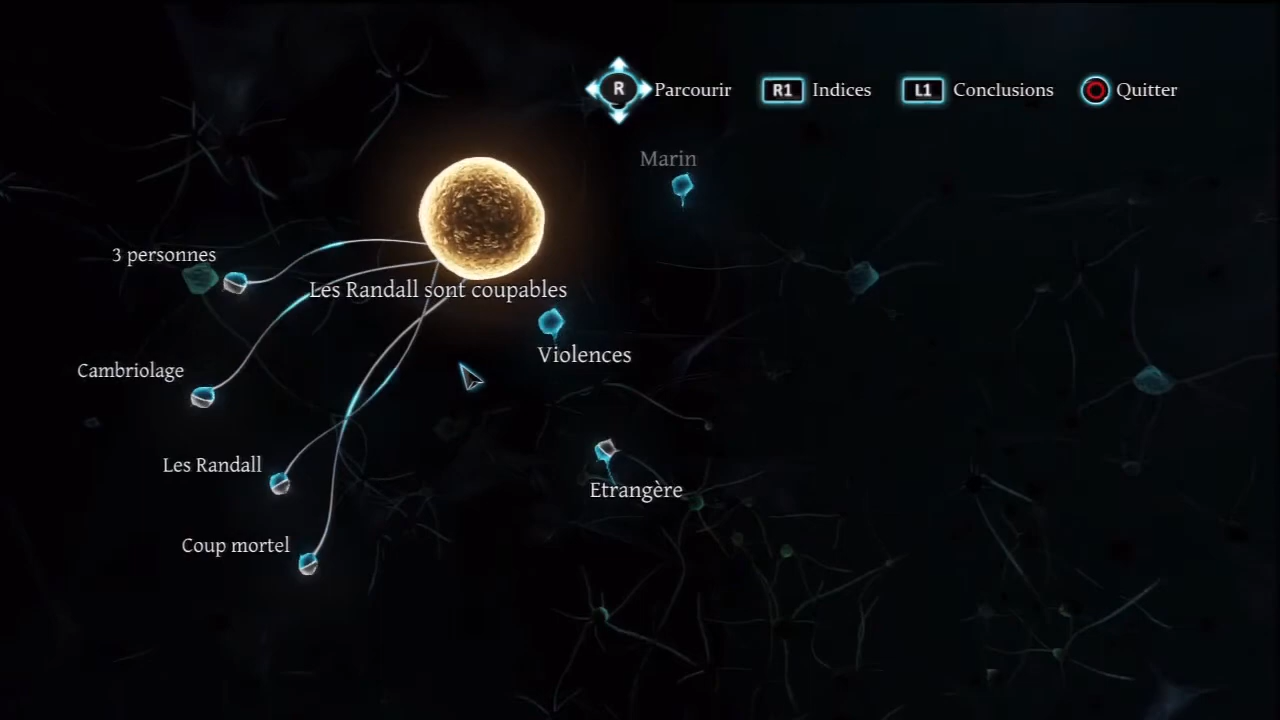 R Parcourir R1 Indices L1 Conclusions Quitter
Marin
3 personnes
Les Randall sont coupables
Violences
Cambriolage
Les Randall
Etrangère
Coup mortel